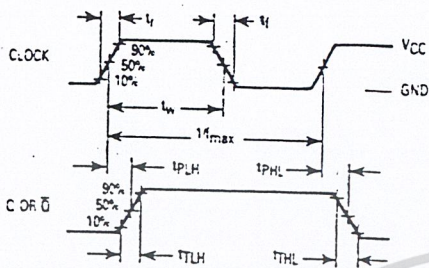 tr tf
CLOCK 90% 50% 10% VCC
GND
tw
1/fmax
tPLH tPHL
Q OR Q̅ 90% 50% 10%
tTLH tTHL